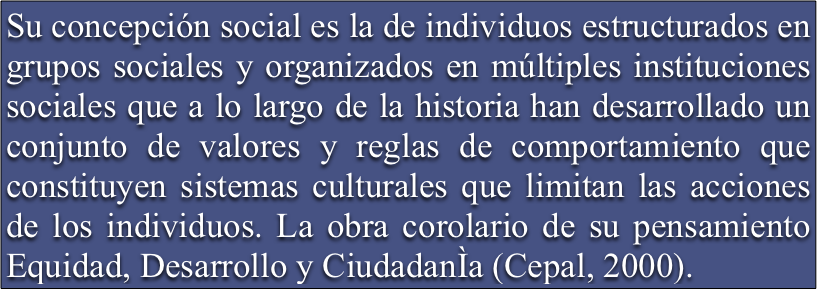 Su concepción social es la de individuos estructurados en
grupos sociales y organizados en múltiples instituciones
sociales que a lo largo de la historia han desarrollado un
conjunto de valores y reglas de comportamiento que
constituyen sistemas culturales que limitan las acciones
de los individuos. La obra corolario de su pensamiento
Equidad, Desarrollo y CiudadanÌa (Cepal, 2000).